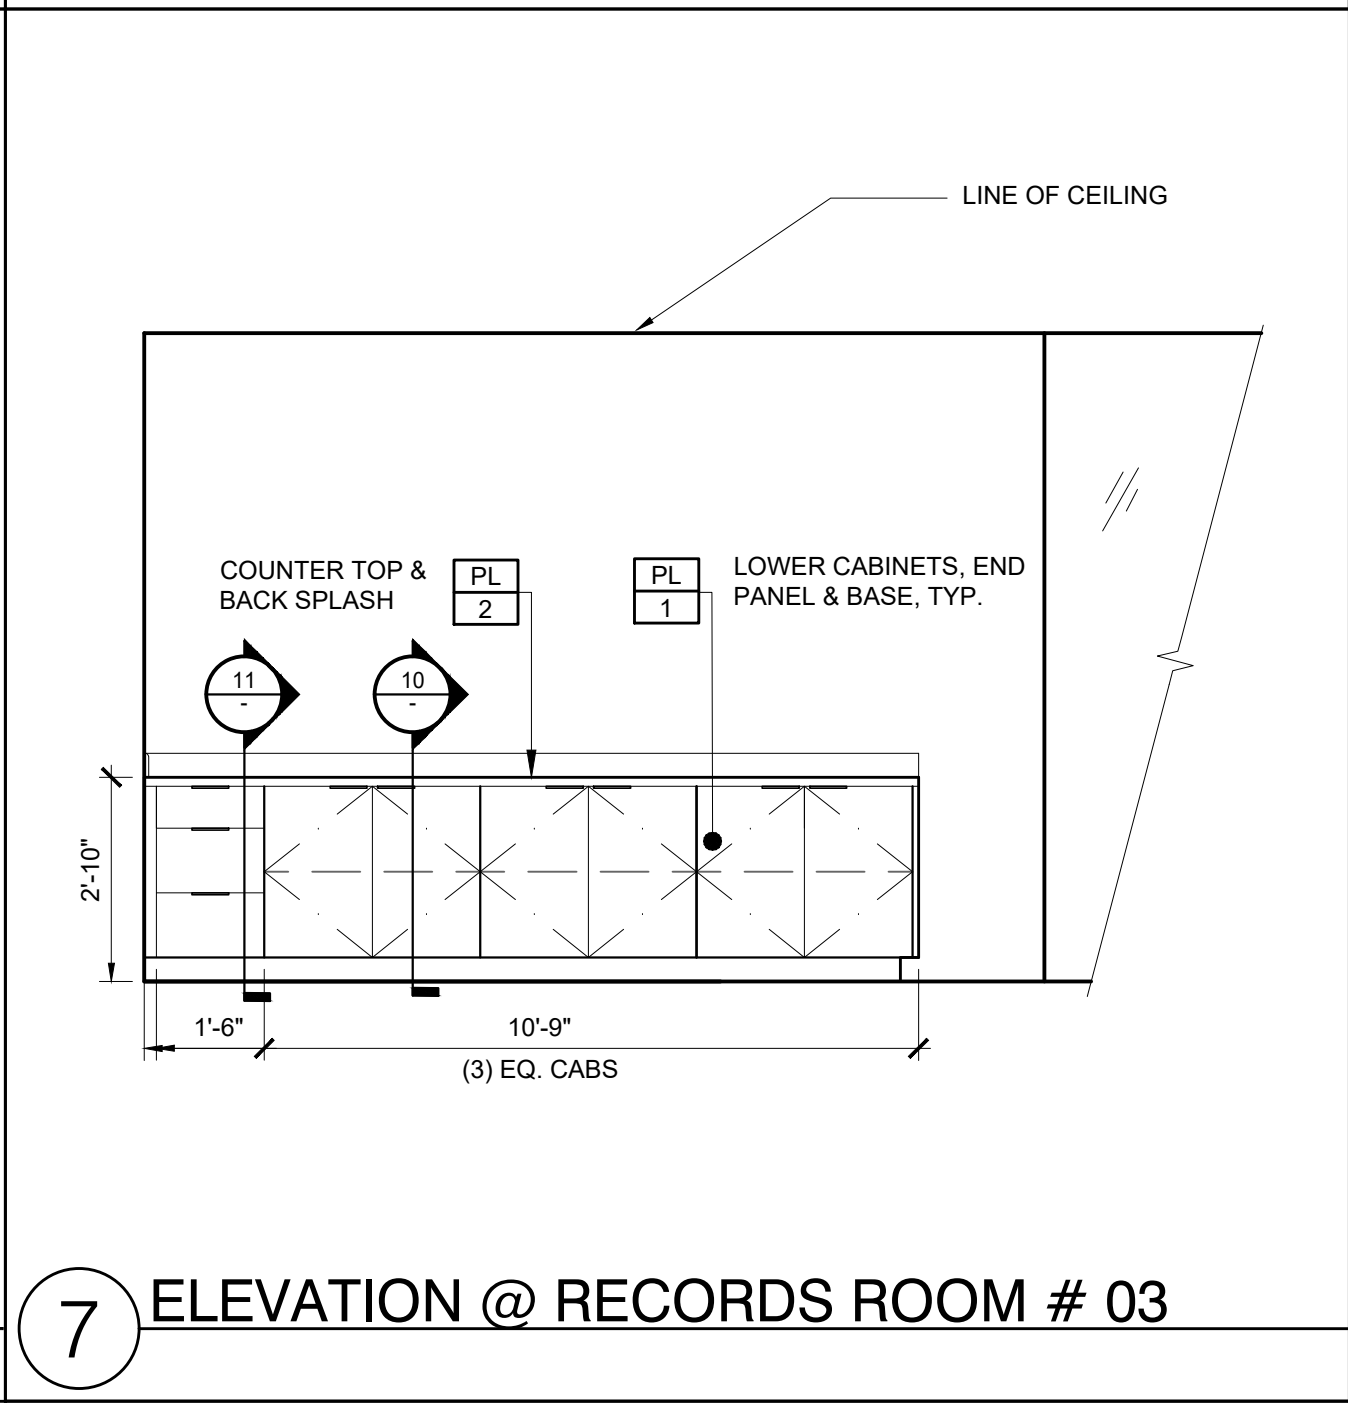 LINE OF CEILING
COUNTER TOP &
BACK SPLASH
PL
2
PL
1
LOWER CABINETS, END
PANEL & BASE, TYP.
11
-
10
-
2'-10"
1'-6"
10'-9"
(3) EQ. CABS
7
ELEVATION @ RECORDS ROOM # 03